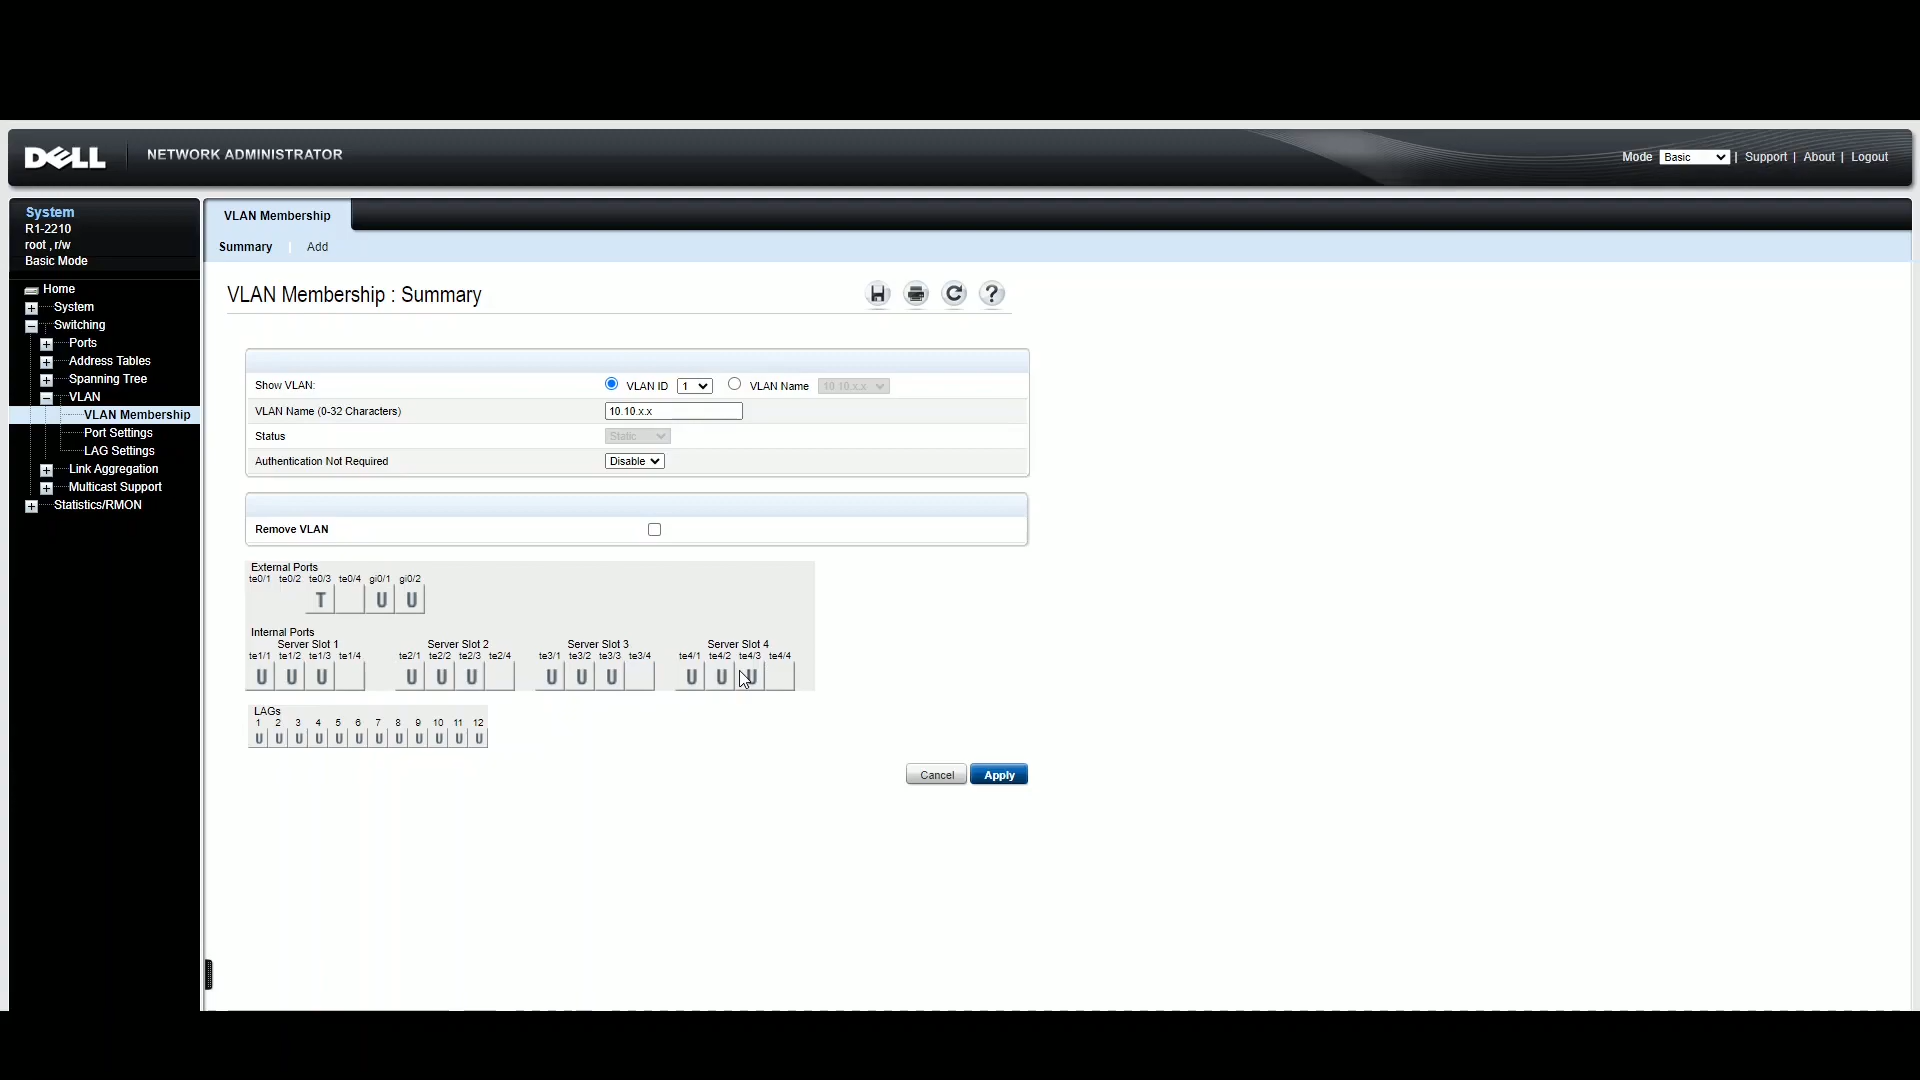 DELL NETWORK ADMINISTRATOR Mode Basic | Support | About | Logout
System
R1-2210
root , r/w
Basic Mode
Home
System
Switching
Ports
Address Tables
Spanning Tree
VLAN
VLAN Membership
Port Settings
LAG Settings
Link Aggregation
Multicast Support
Statistics/RMON
VLAN Membership
Summary | Add
VLAN Membership : Summary
Show VLAN: VLAN ID 1 VLAN Name 10.10.x.x
VLAN Name (0-32 Characters) 10.10.x.x
Status Static
Authentication Not Required Disable
Remove VLAN
External Ports
te0/1 te0/2 te0/3 te0/4 gi0/1 gi0/2
T U U
Internal Ports
Server Slot 1 Server Slot 2 Server Slot 3 Server Slot 4
te1/1 te1/2 te1/3 te1/4 te2/1 te2/2 te2/3 te2/4 te3/1 te3/2 te3/3 te3/4 te4/1 te4/2 te4/3 te4/4
U U U U U U U U U U U U
LAGs
1 2 3 4 5 6 7 8 9 10 11 12
U U U U U U U U U U U U
Cancel Apply